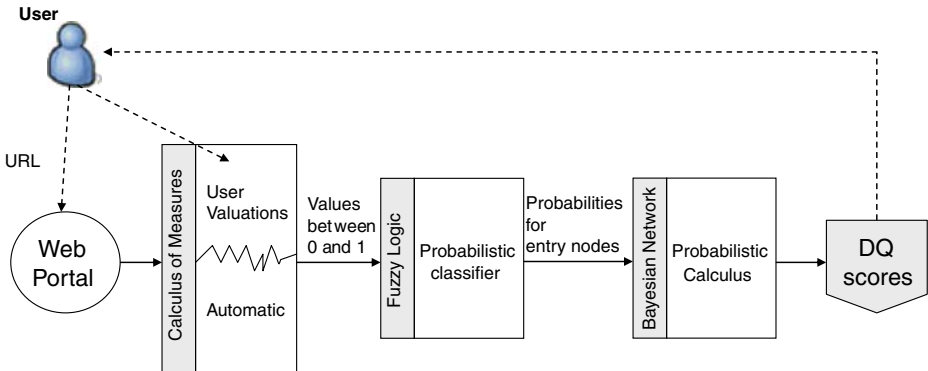 User
URL
Web
Portal
Calculus of Measures
User
Valuations
Automatic
Values
between
0 and 1
Fuzzy Logic
Probabilistic
classifier
Probabilities
for
entry nodes
Bayesian Network
Probabilistic
Calculus
DQ
scores